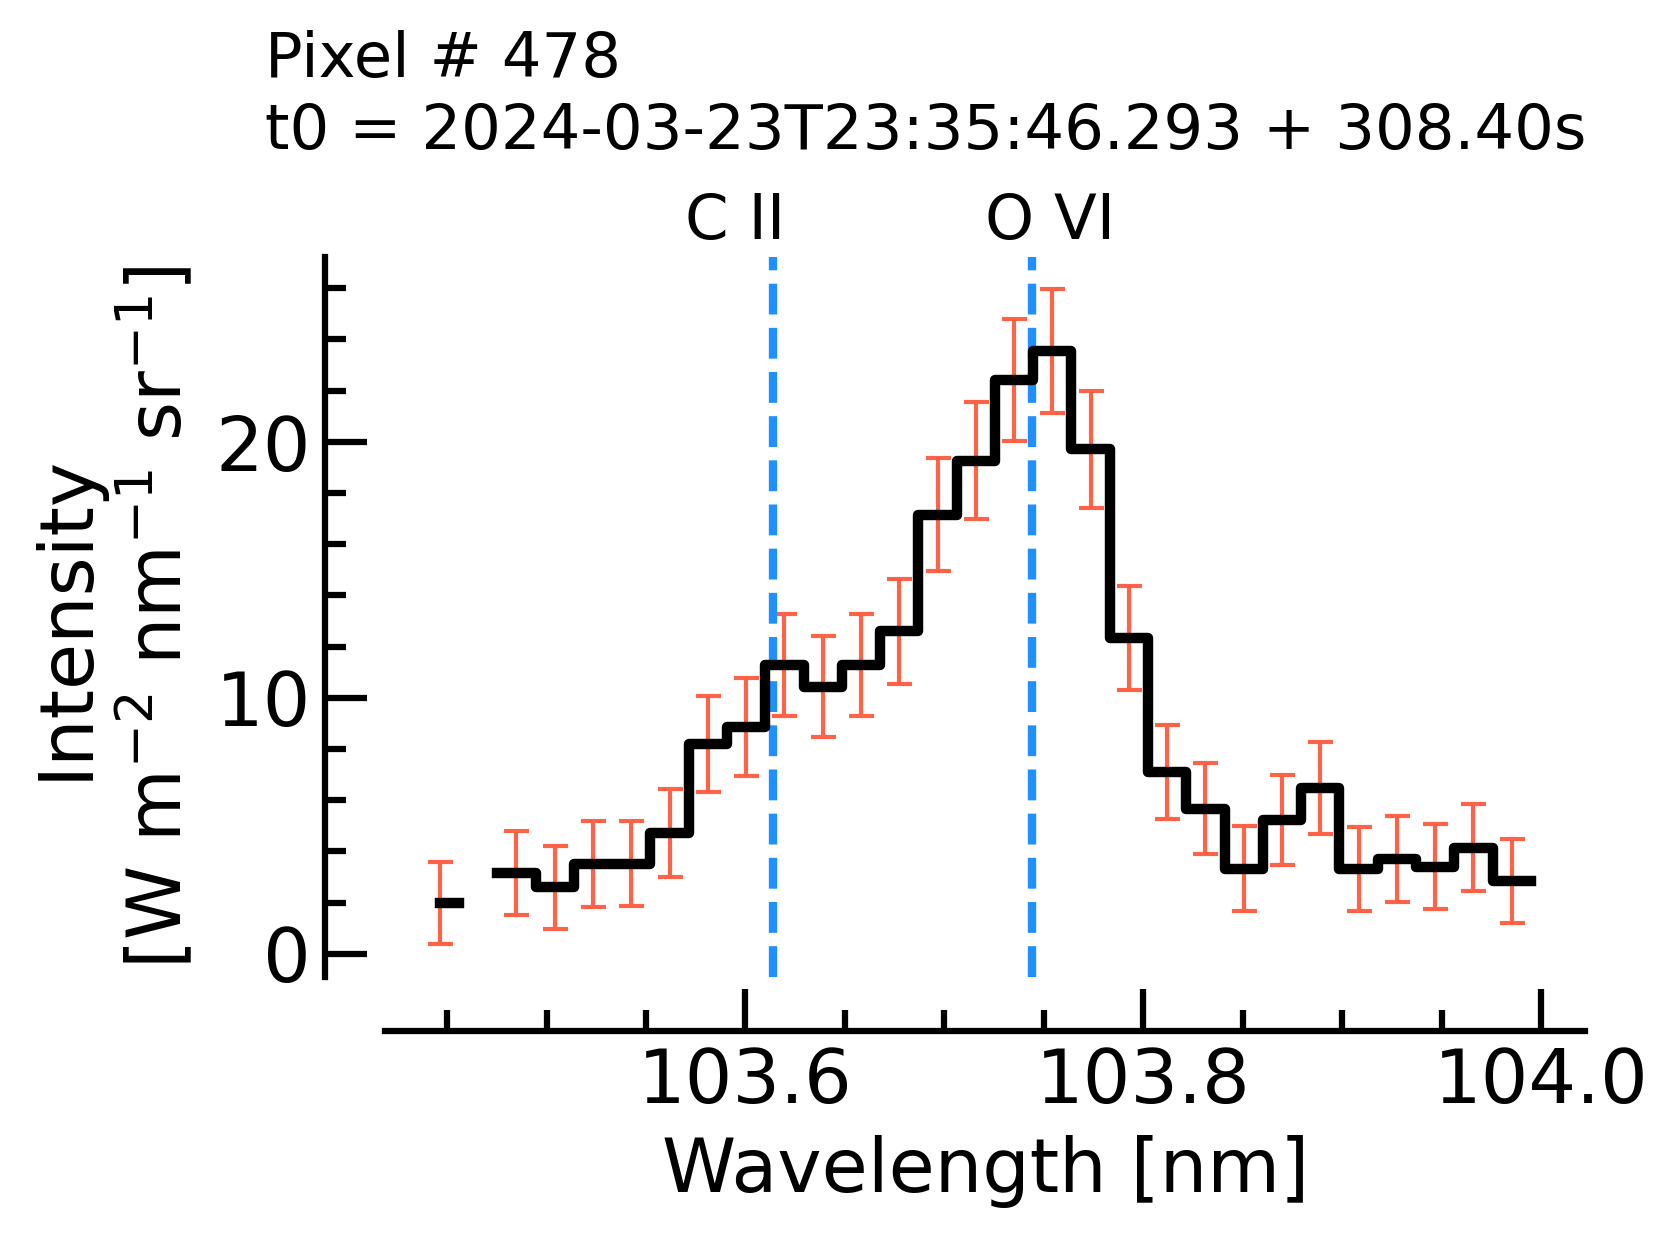 Pixel # 478
t0 = 2024-03-23T23:35:46.293 + 308.40s
C II
O VI
Intensity
[W m⁻² nm⁻¹ sr⁻¹]
20
10
0
103.6
103.8
104.0
Wavelength [nm]